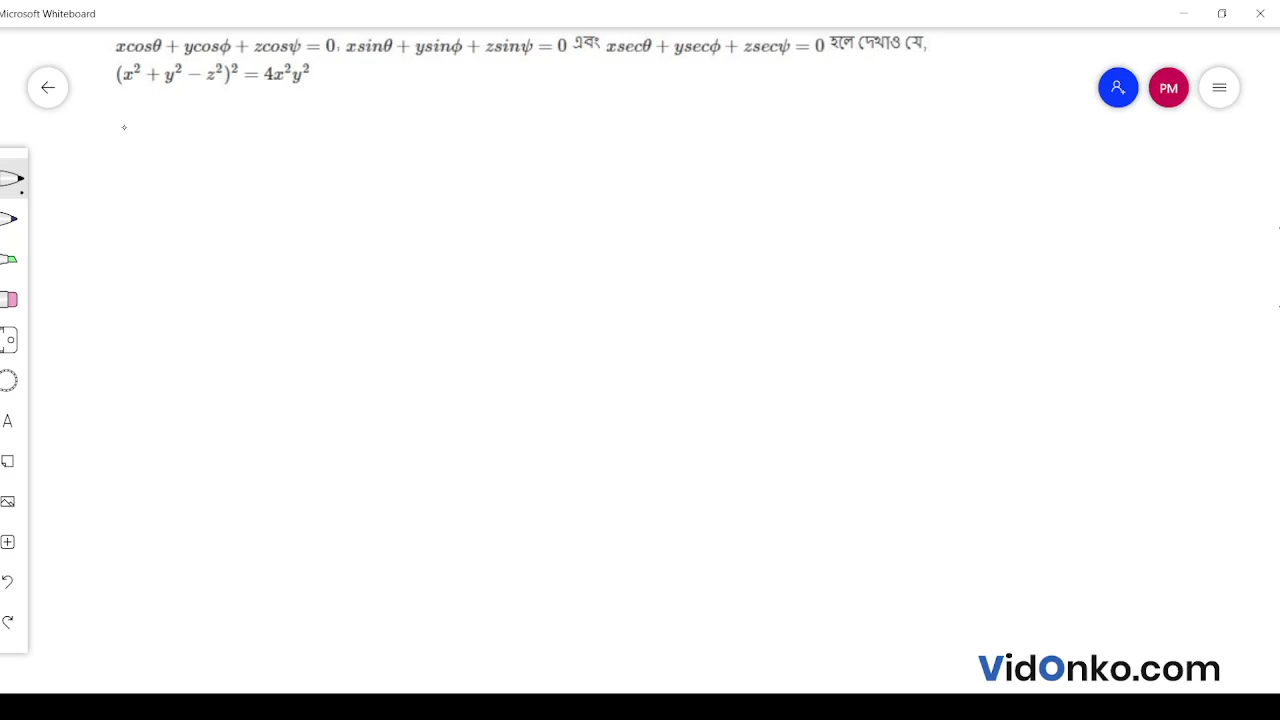 Microsoft Whiteboard
xcosθ + ycosϕ + zcosψ = 0, xsinθ + ysinϕ + zsinψ = 0 এবং xsecθ + ysecϕ + zsecψ = 0 হলে দেখাও যে,
(x² + y² − z²)² = 4x²y²
PM
A
VidOnko.com